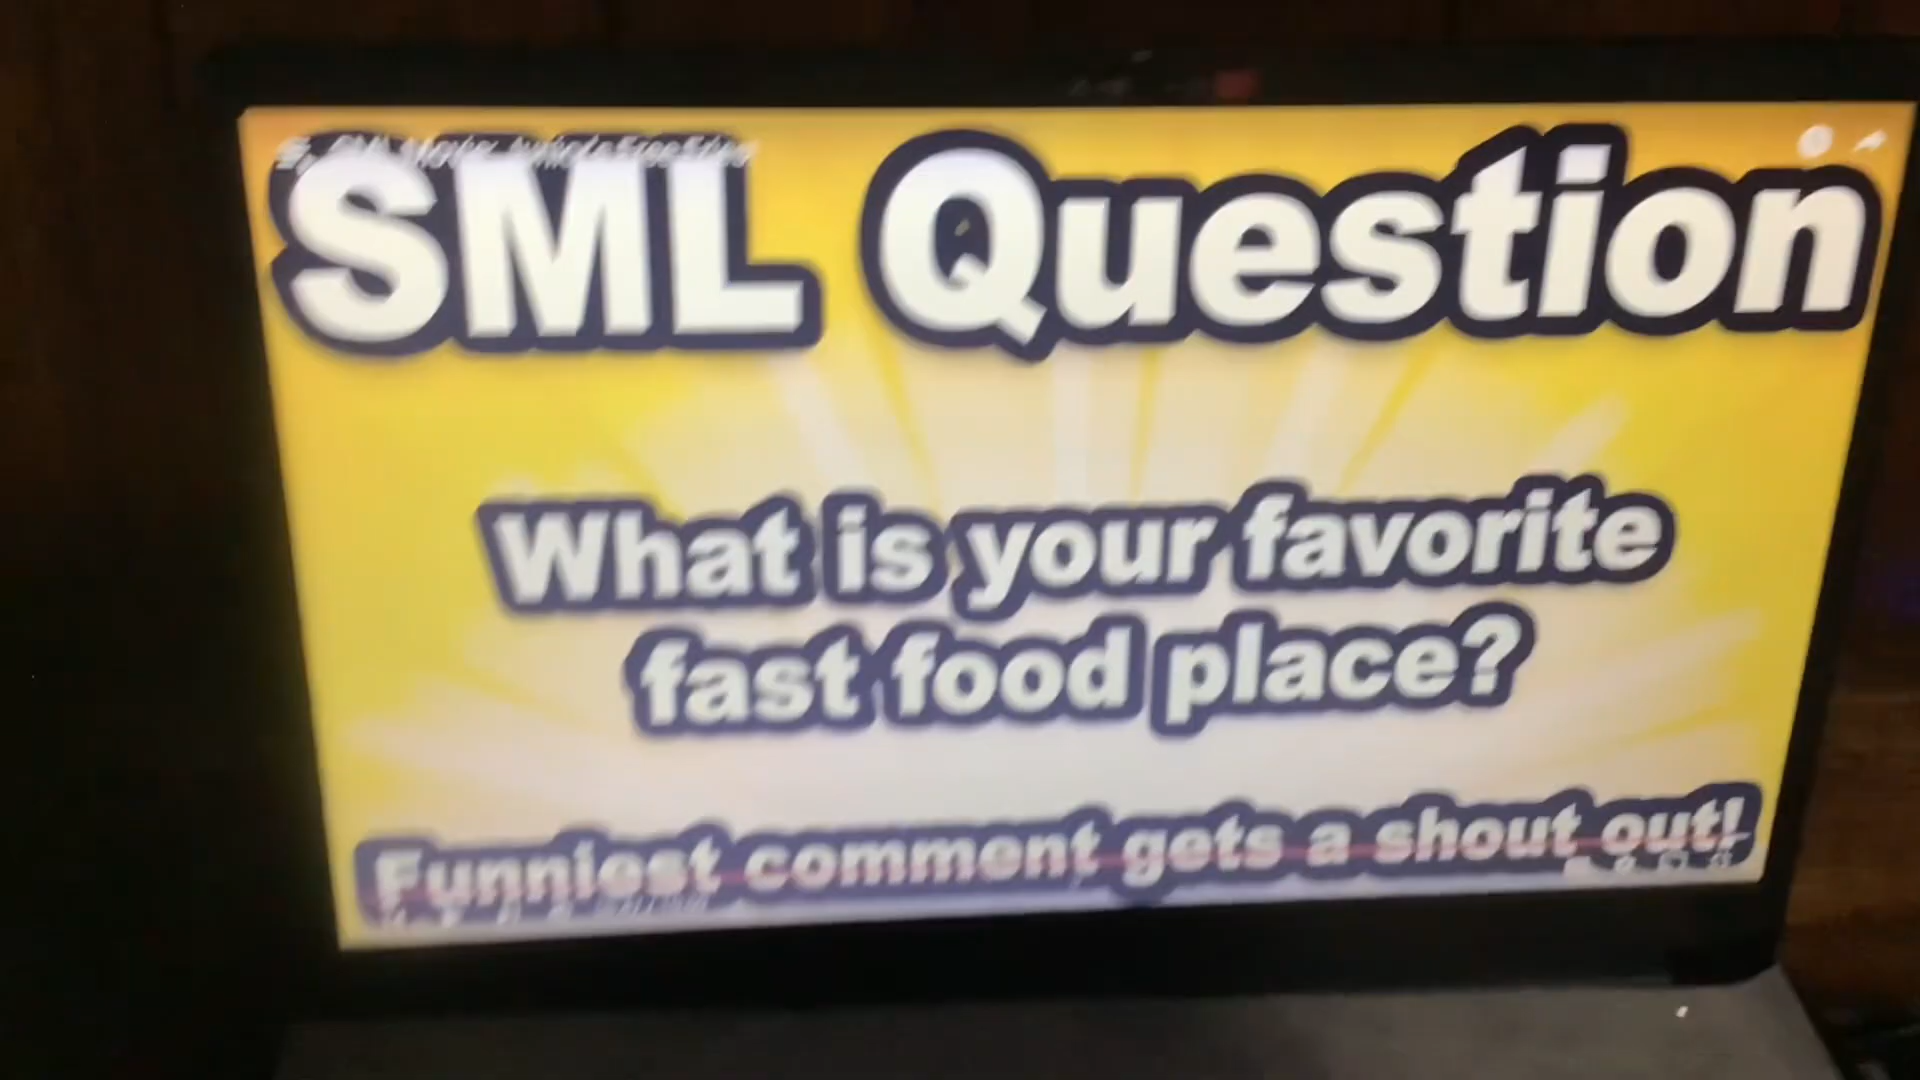 SML Question
What is your favorite
fast food place?
Funniest comment gets a shout out!